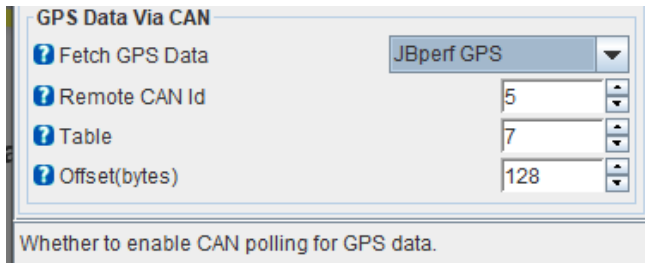 GPS Data Via CAN
? Fetch GPS Data JBperf GPS
? Remote CAN Id 5
? Table 7
? Offset(bytes) 128
Whether to enable CAN polling for GPS data.